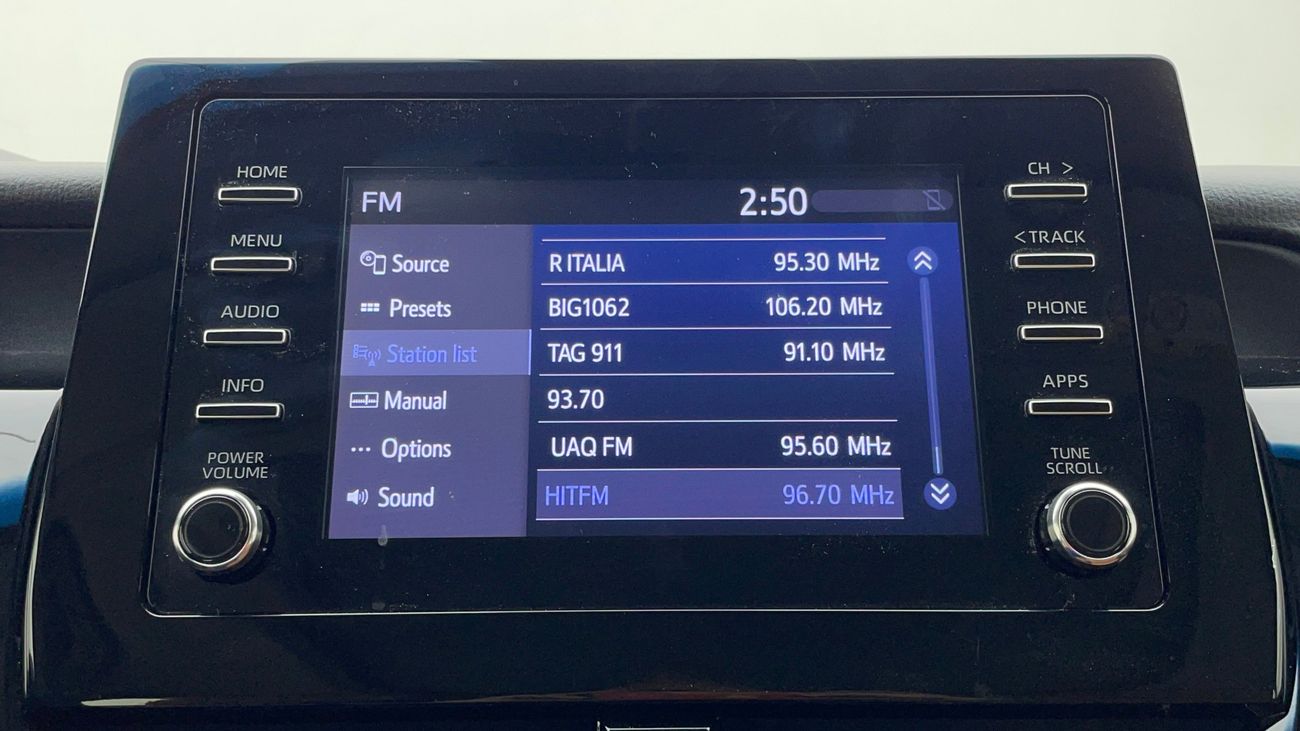 HOME
MENU
AUDIO
INFO
POWER
VOLUME
FM
2:50
Source
Presets
Station list
Manual
Options
Sound
R ITALIA 95.30 MHz
BIG1062 106.20 MHz
TAG 911 91.10 MHz
93.70
UAQ FM 95.60 MHz
HITFM 96.70 MHz
CH >
< TRACK
PHONE
APPS
TUNE
SCROLL